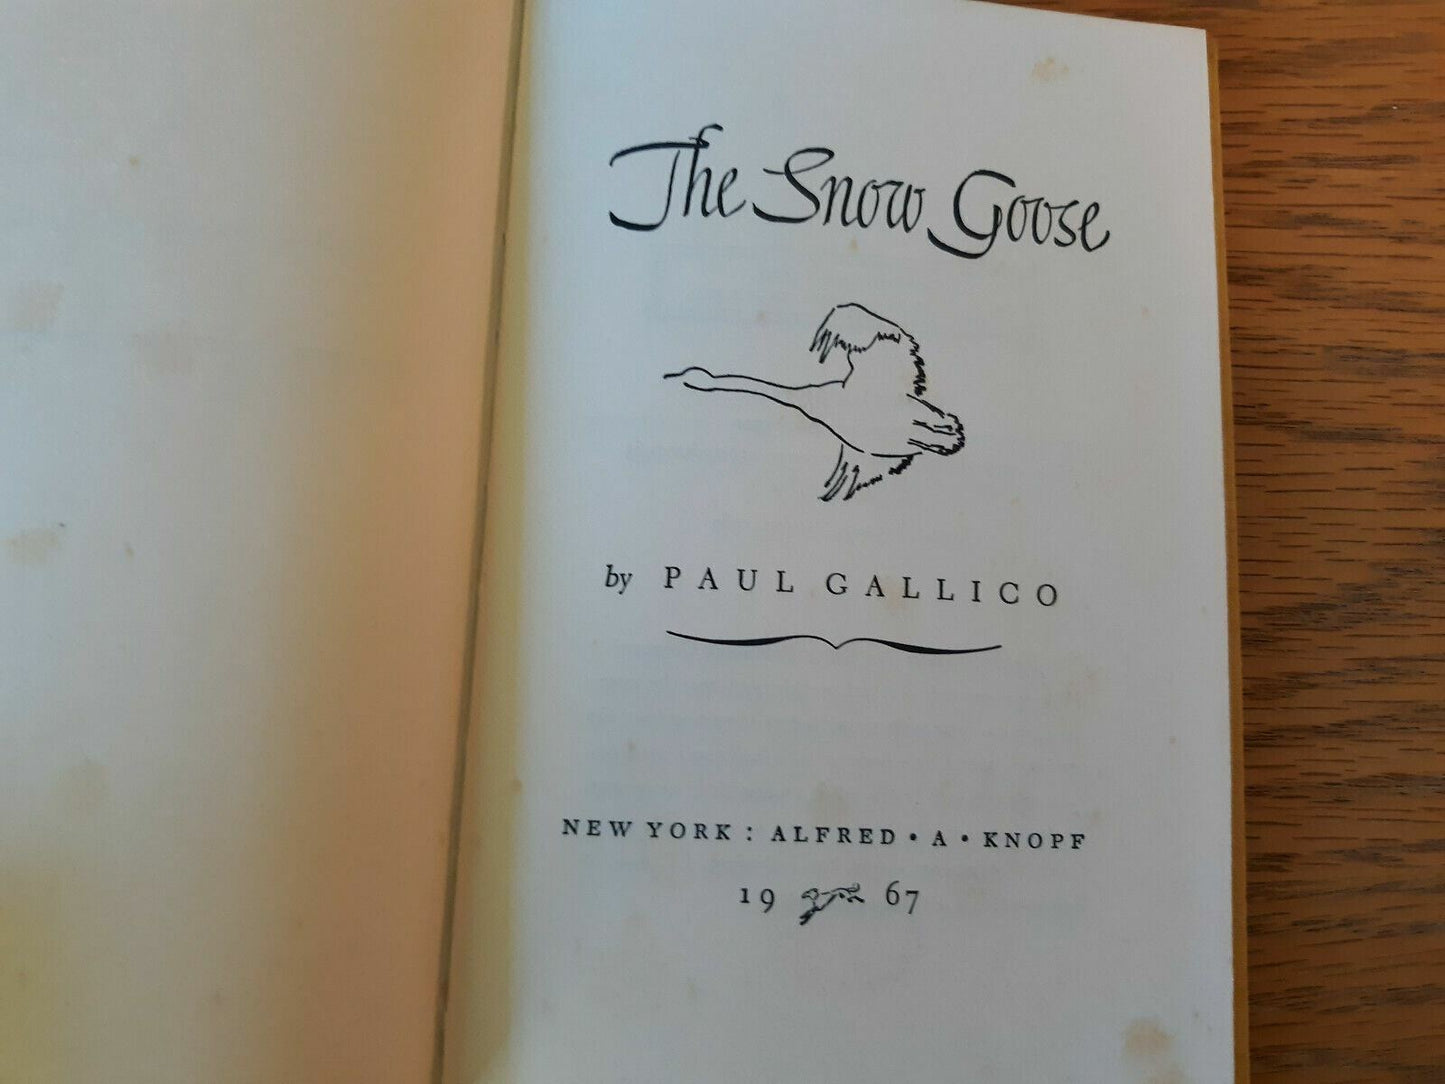 The Snow Goose
by PAUL GALLICO
NEW YORK : ALFRED • A • KNOPF
19 67